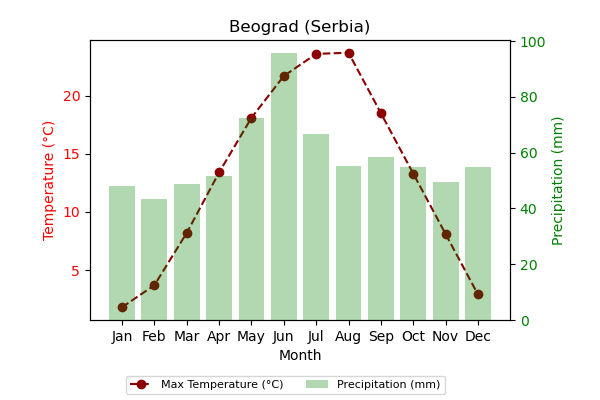 Beograd (Serbia)
100
80
60
40
20
0
20
15
10
5
Temperature (°C)
Precipitation (mm)
Jan Feb Mar Apr May Jun Jul Aug Sep Oct Nov Dec
Month
Max Temperature (°C) Precipitation (mm)